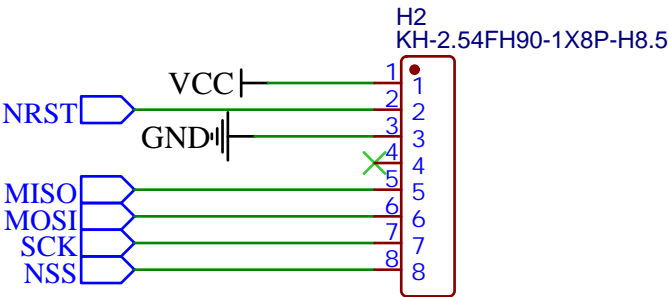 H2
KH-2.54FH90-1X8P-H8.5
VCC 1 1
NRST 2 2
GND 3 3
4 4
MISO 5 5
MOSI 6 6
SCK 7 7
NSS 8 8